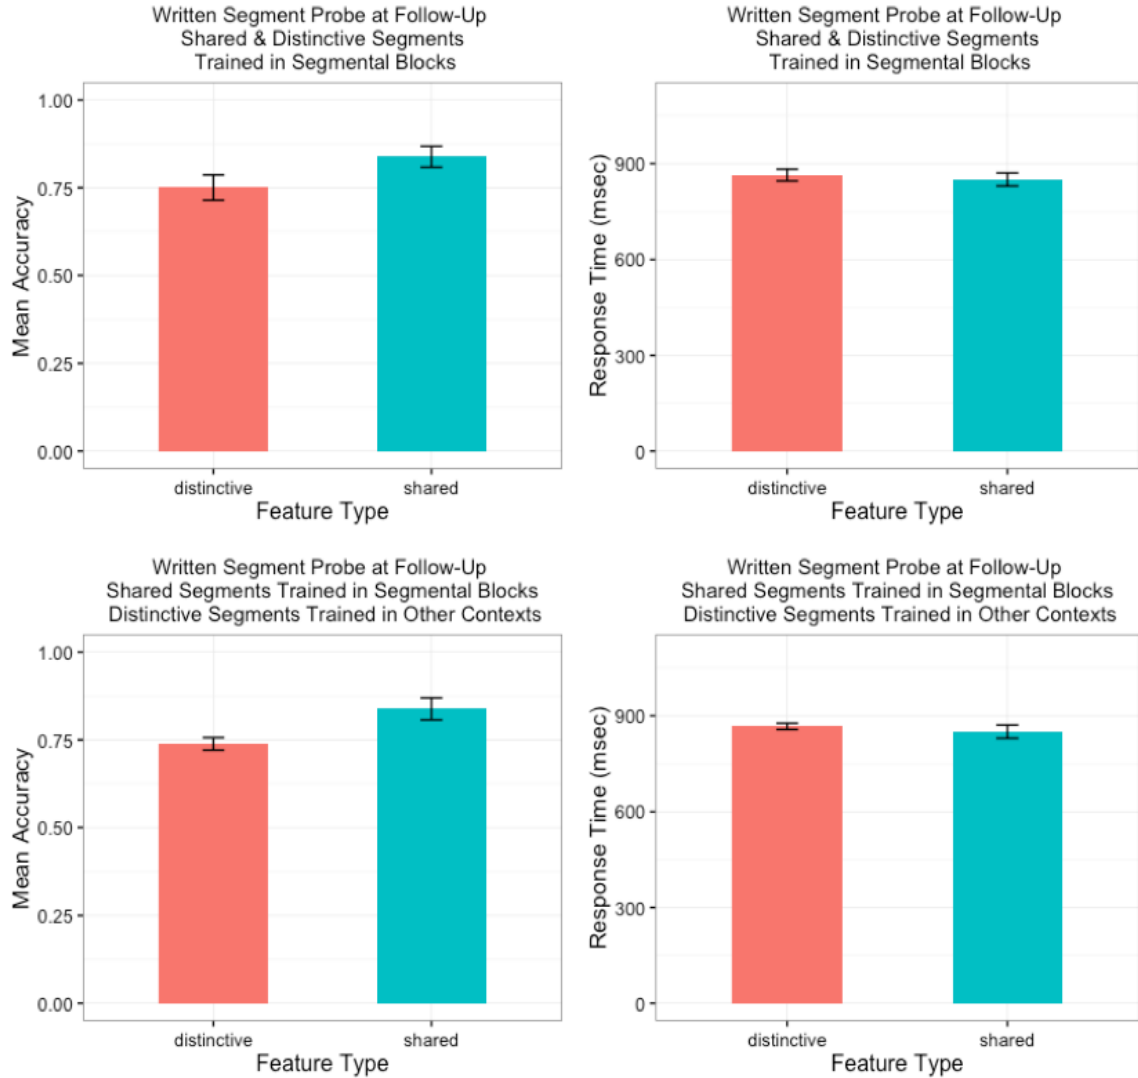 Written Segment Probe at Follow-Up
Shared & Distinctive Segments
Trained in Segmental Blocks
1.00
0.75
0.50
0.25
0.00
Mean Accuracy
distinctive shared
Feature Type
Written Segment Probe at Follow-Up
Shared & Distinctive Segments
Trained in Segmental Blocks
900
600
300
0
Response Time (msec)
distinctive shared
Feature Type
Written Segment Probe at Follow-Up
Shared Segments Trained in Segmental Blocks
Distinctive Segments Trained in Other Contexts
1.00
0.75
0.50
0.25
0.00
Mean Accuracy
distinctive shared
Feature Type
Written Segment Probe at Follow-Up
Shared Segments Trained in Segmental Blocks
Distinctive Segments Trained in Other Contexts
900
600
300
0
Response Time (msec)
distinctive shared
Feature Type